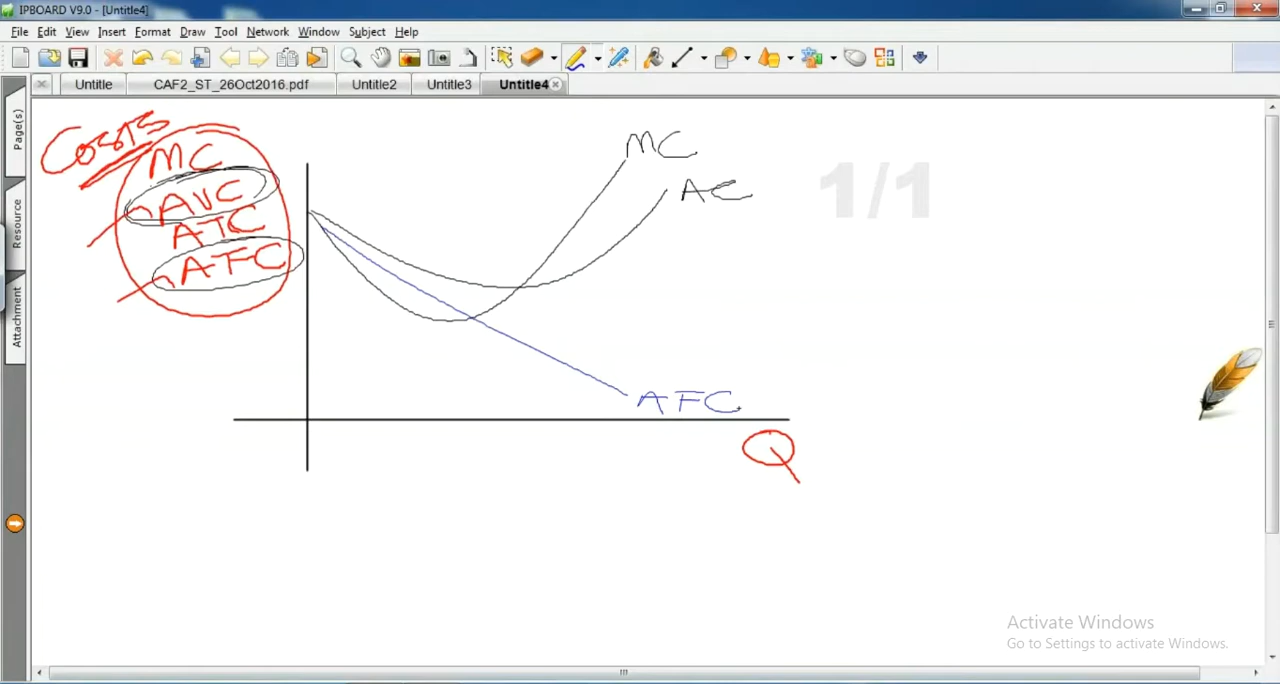 IPBOARD V9.0 - [Untitle4]
File Edit View Insert Format Draw Tool Network Window Subject Help
Untitle CAF2_ST_26Oct2016.pdf Untitle2 Untitle3 Untitle4
Page(s)
Resource
Attachment
Costs
MC
AVC
ATC
AFC
MC
AC
AFC
Q
1/1
Activate Windows
Go to Settings to activate Windows.